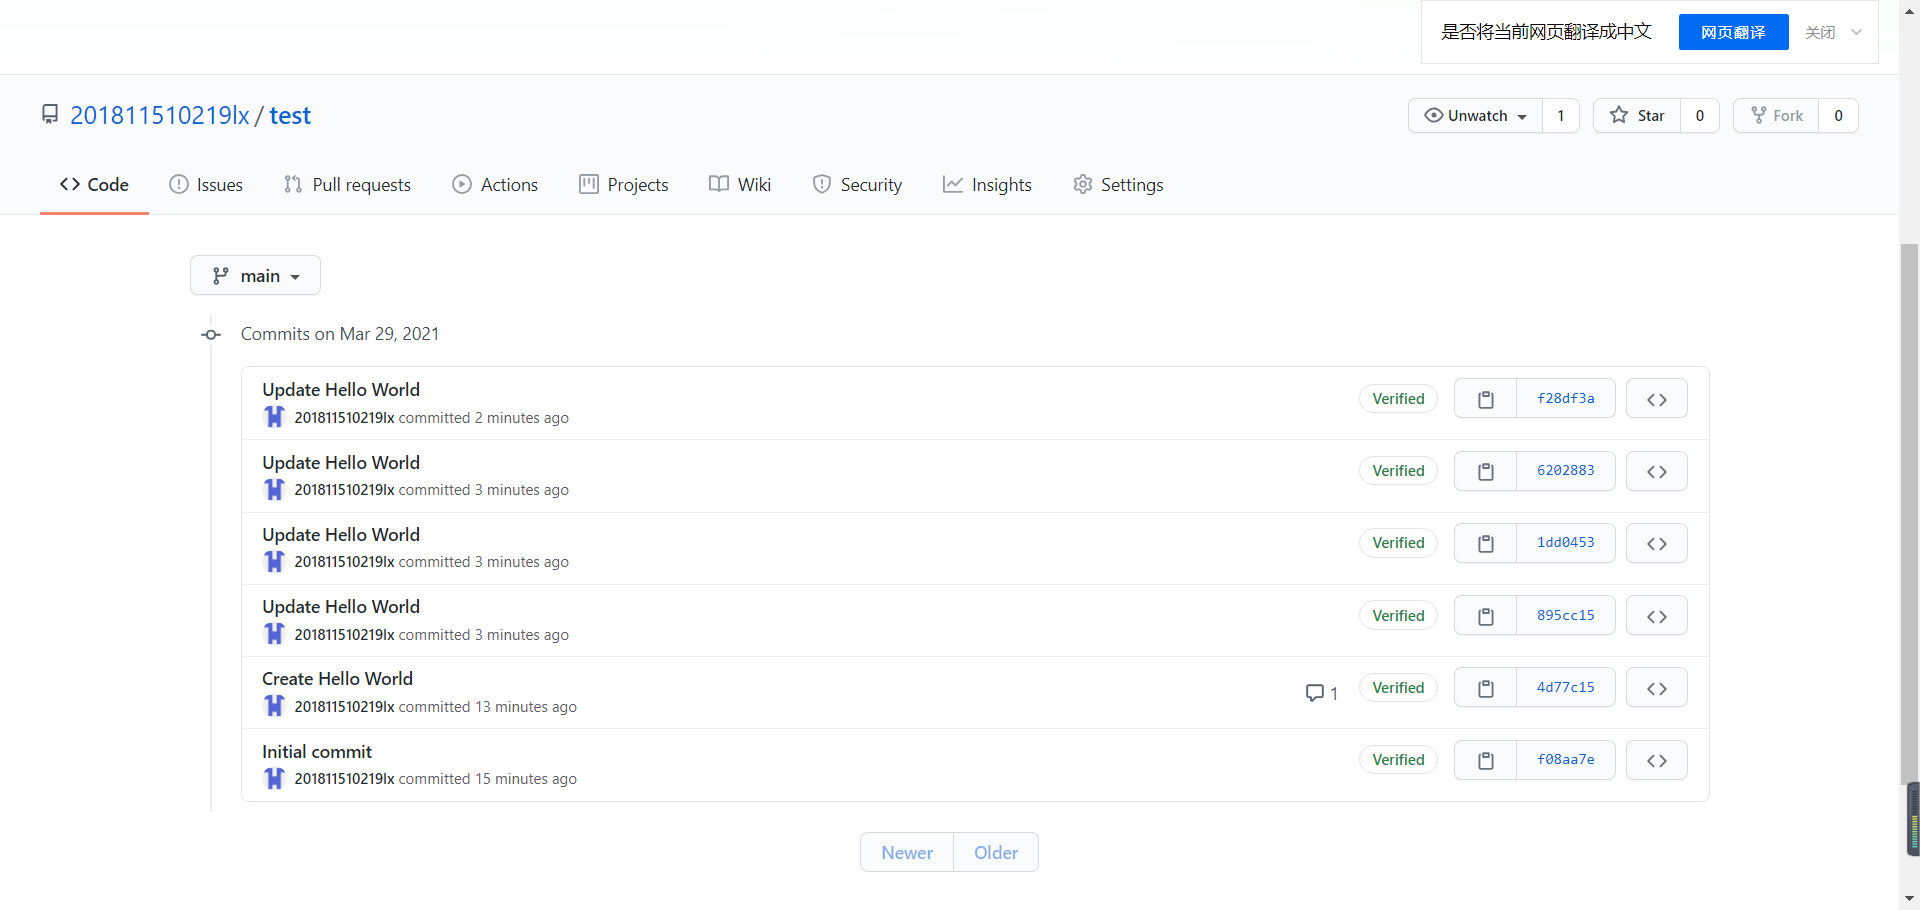 是否将当前网页翻译成中文 网页翻译 关闭
201811510219lx / test Unwatch 1 Star 0 Fork 0
Code Issues Pull requests Actions Projects Wiki Security Insights Settings
main
Commits on Mar 29, 2021
Update Hello World
201811510219lx committed 2 minutes ago Verified f28df3a
Update Hello World
201811510219lx committed 3 minutes ago Verified 6202883
Update Hello World
201811510219lx committed 3 minutes ago Verified 1dd0453
Update Hello World
201811510219lx committed 3 minutes ago Verified 895cc15
Create Hello World
201811510219lx committed 13 minutes ago 1 Verified 4d77c15
Initial commit
201811510219lx committed 15 minutes ago Verified f08aa7e
Newer Older